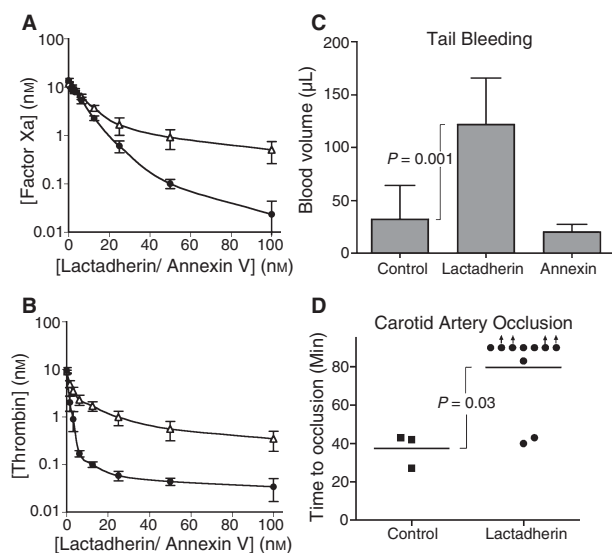 A
100
10
1
0.1
0.01
[Factor Xa] (nM)
0 20 40 60 80 100
[Lactadherin/ Annexin V] (nM)
B
100
10
1
0.1
0.01
[Thrombin] (nM)
0 20 40 60 80 100
[Lactadherin/ Annexin V] (nM)
C
Tail Bleeding
200
150
100
50
0
Blood volume (µL)
P = 0.001
Control Lactadherin Annexin
D
Carotid Artery Occlusion
80
60
40
20
0
Time to occlusion (Min)
P = 0.03
Control Lactadherin